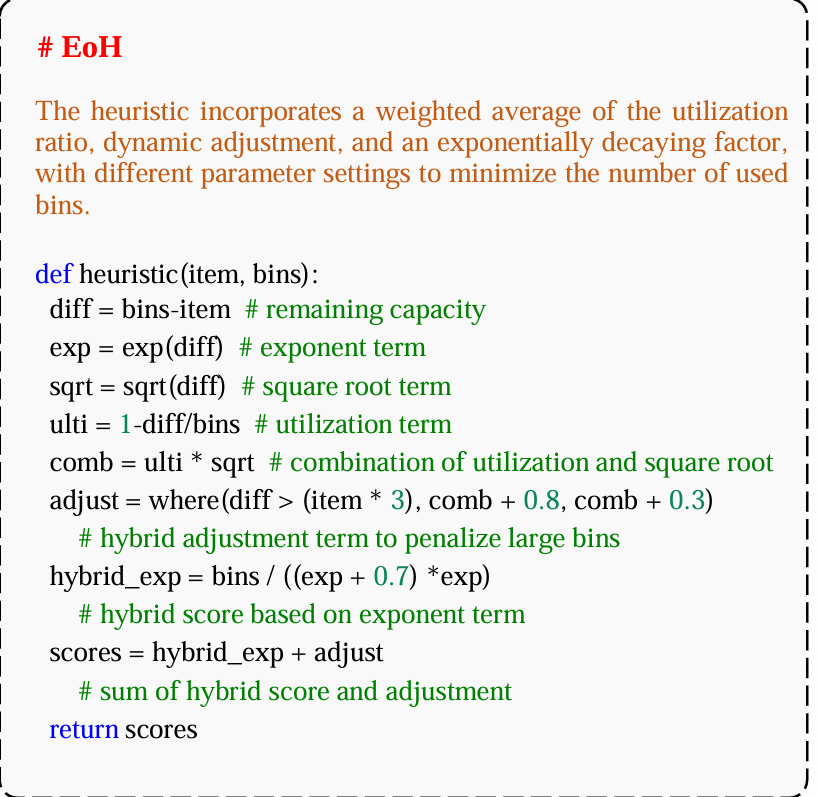 # EoH
The heuristic incorporates a weighted average of the utilization
ratio, dynamic adjustment, and an exponentially decaying factor,
with different parameter settings to minimize the number of used
bins.
def heuristic(item, bins):
diff = bins-item # remaining capacity
exp = exp(diff) # exponent term
sqrt = sqrt(diff) # square root term
ulti = 1-diff/bins # utilization term
comb = ulti * sqrt # combination of utilization and square root
adjust = where(diff > (item * 3), comb + 0.8, comb + 0.3)
# hybrid adjustment term to penalize large bins
hybrid_exp = bins / ((exp + 0.7) *exp)
# hybrid score based on exponent term
scores = hybrid_exp + adjust
# sum of hybrid score and adjustment
return scores